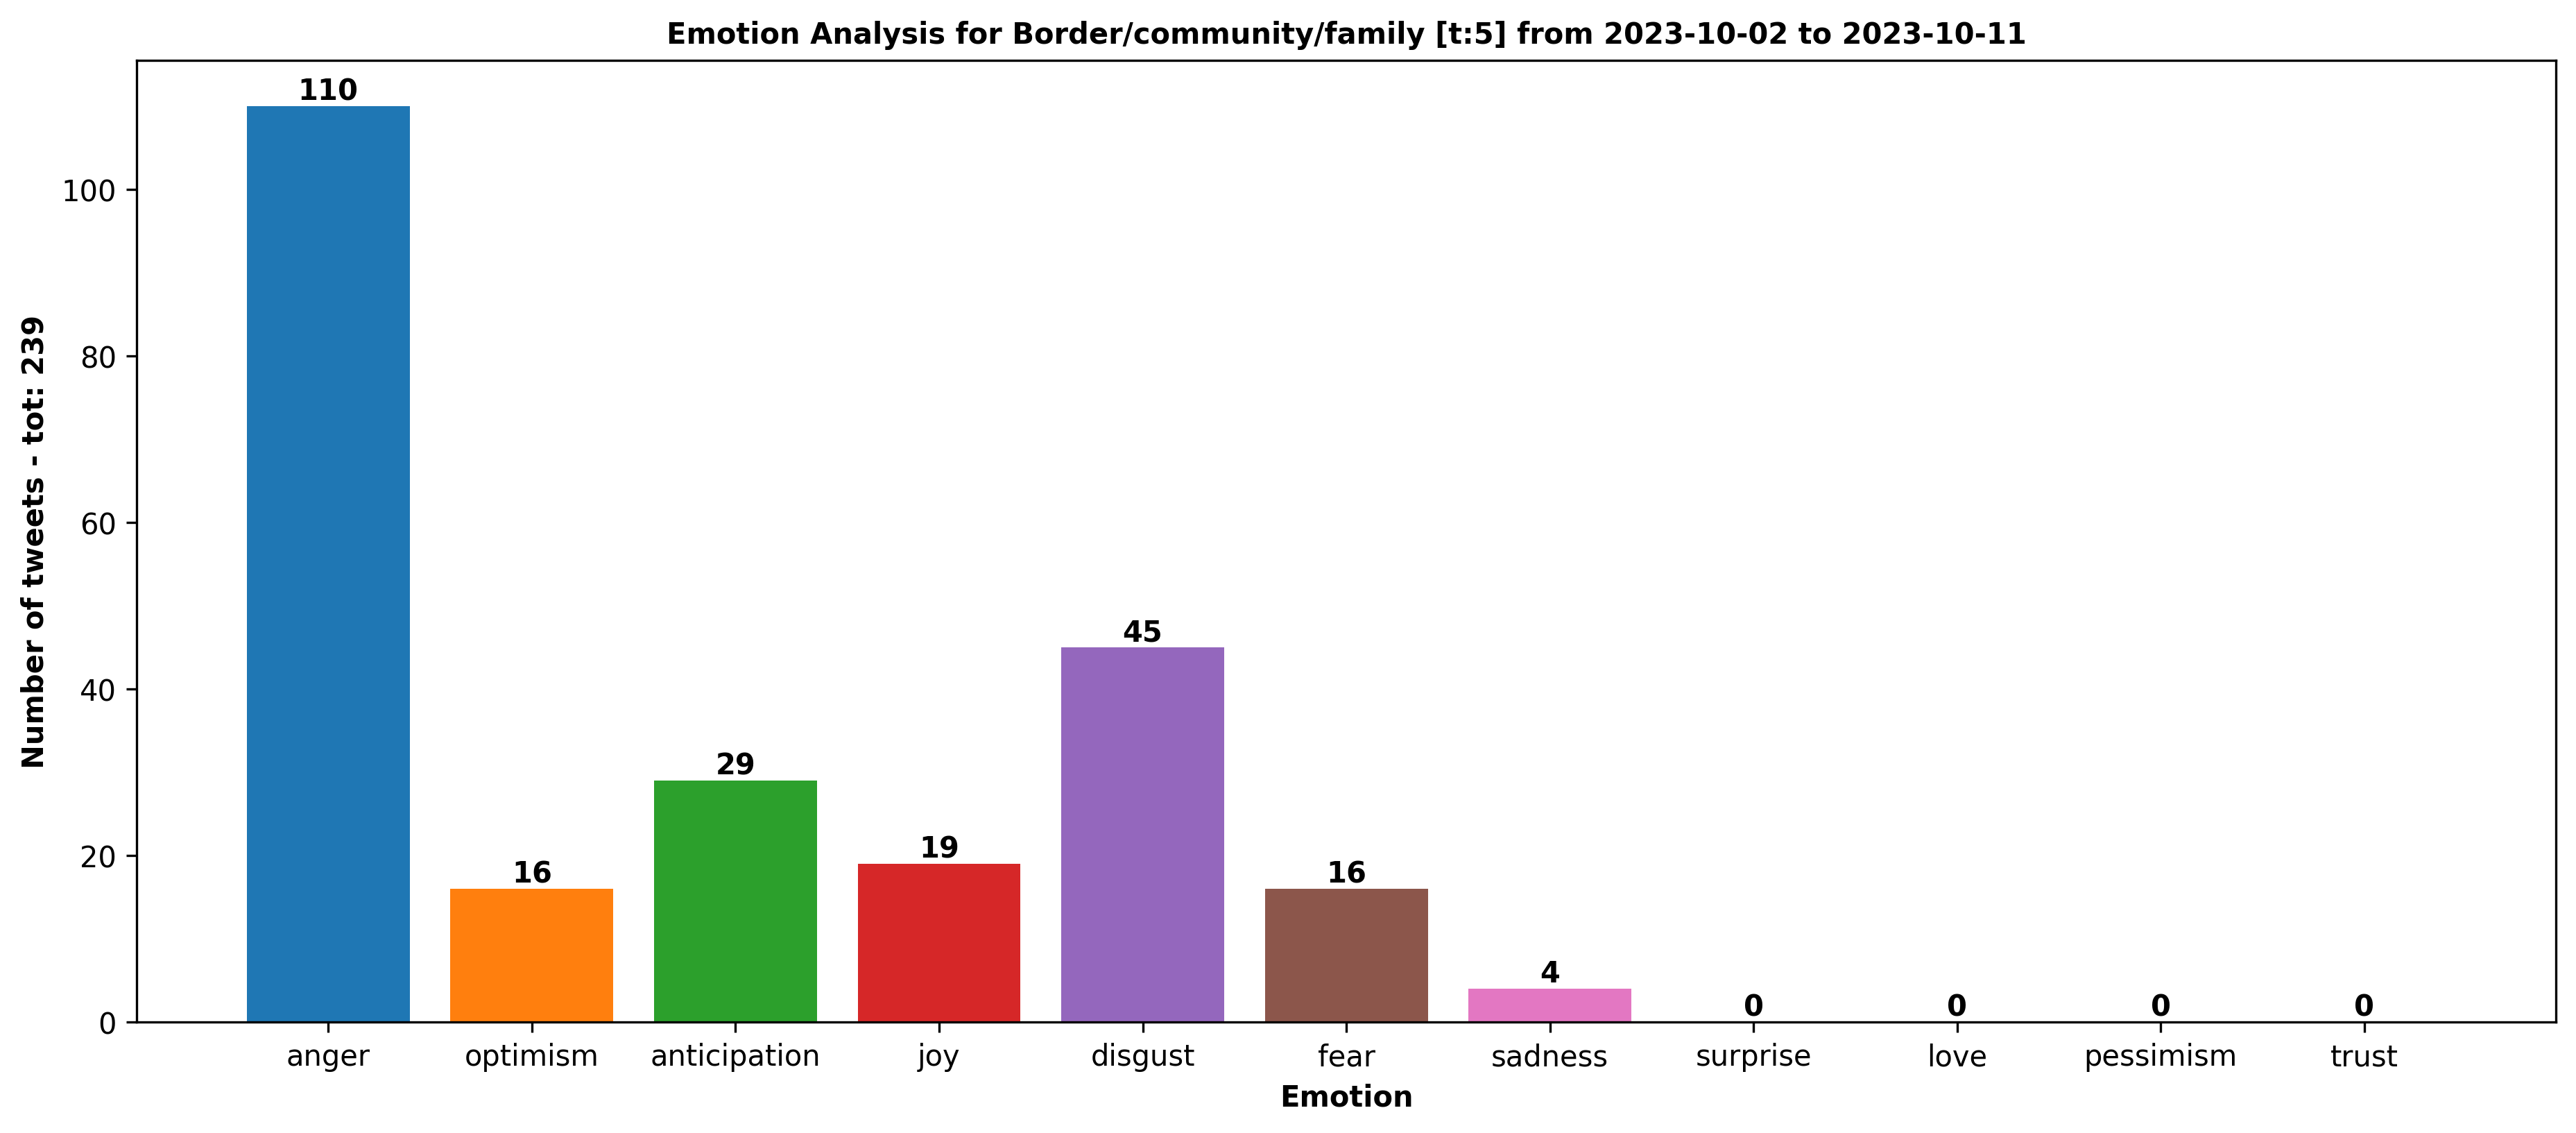 Emotion Analysis for Border/community/family [t:5] from 2023-10-02 to 2023-10-11
Number of tweets - tot: 239
100
80
60
40
20
0
110
16
29
19
45
16
4
0
0
0
0
anger
optimism
anticipation
joy
disgust
fear
sadness
surprise
love
pessimism
trust
Emotion